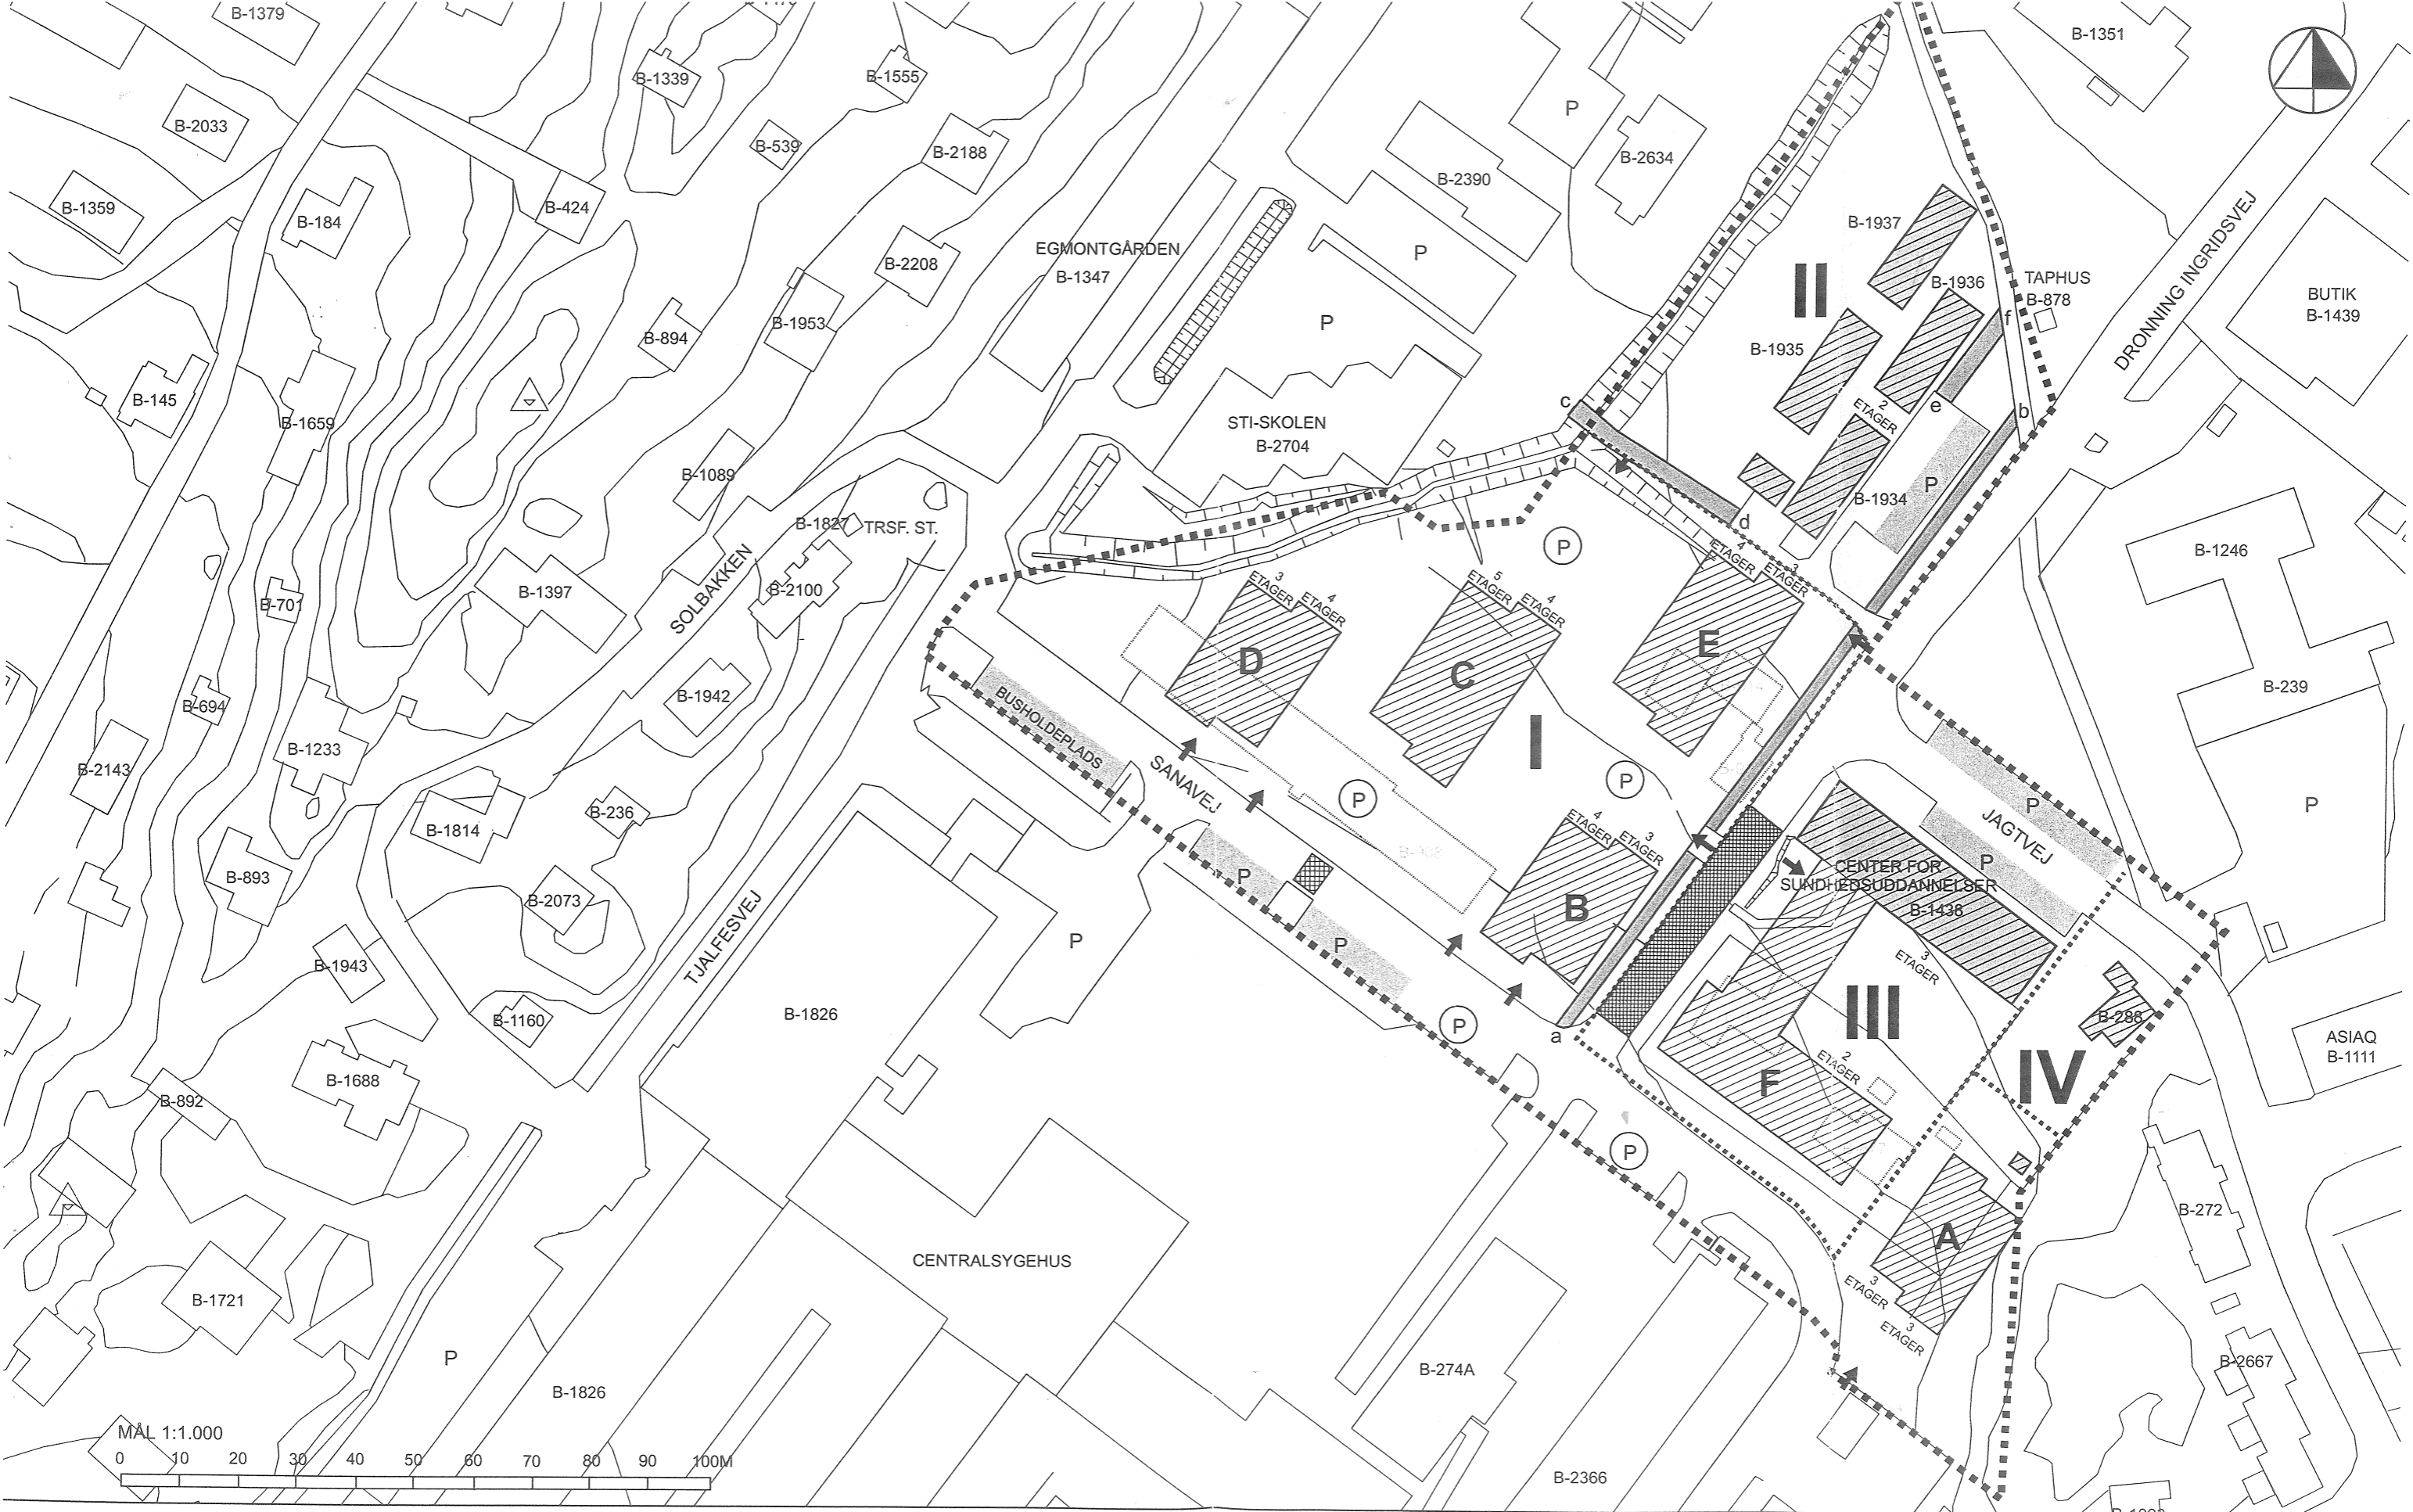 B-1379
B-1339
B-1555
P
B-1351
B-2033
B-539
B-2188
B-2634
B-2390
B-1359
B-184
B-424
B-1937
EGMONTGÅRDEN
B-1347
B-2208
P
II
B-1936
TAPHUS
B-878
DRONNING INGRIDSVEJ
BUTIK
B-1439
B-894
B-1953
P
f
B-1935
B-145
B-1659
c
e
b
2
ETAGER
STI-SKOLEN
B-2704
B-1089
B-1934
P
d
B-1827
TRSF. ST.
P
B-1246
SOLBAKKEN
B-1397
B-2100
B-701
3
ETAGER
4
ETAGER
5
ETAGER
4
ETAGER
4
ETAGER
3
ETAGER
D
C
E
B-694
B-1942
B-239
BUSHOLDEPLADS
I
B-1233
B-2143
SANAVEJ
P
P
P
JAGTVEJ
P
P
B-1814
B-236
4
ETAGER
3
ETAGER
CENTER FOR
SUNDHEDSUDDANNELSER
B-1438
B-893
B-2073
P
B
P
P
TJALFESVEJ
3
ETAGER
B-1943
B-1160
B-1826
P
a
III
B-288
IV
ASIAQ
B-1111
2
ETAGER
F
B-1688
B-892
P
B-272
A
CENTRALSYGEHUS
B-1721
3
ETAGER
3
ETAGER
P
B-1826
B-274A
B-2667
B-2366
MÅL 1:1.000
0 10 20 30 40 50 60 70 80 90 100M